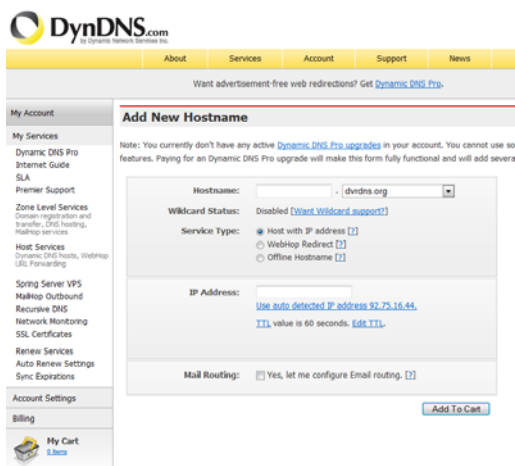 DynDNS.com
by Dynamic Network Services Inc.
About Services Account Support News
Want advertisement-free web redirections? Get Dynamic DNS Pro.
My Account
My Services
Dynamic DNS Pro
Internet Guide
SLA
Premier Support
Zone Level Services
Domain registration and
transfer, DNS hosting,
MailHop services
Host Services
Dynamic DNS hosts, WebHop
URL Forwarding
Spring Server VPS
MailHop Outbound
Recursive DNS
Network Monitoring
SSL Certificates
Renew Services
Auto Renew Settings
Sync Expirations
Account Settings
Billing
My Cart
0 Items
Add New Hostname
Note: You currently don't have any active Dynamic DNS Pro upgrades in your account. You cannot use so
features. Paying for an Dynamic DNS Pro upgrade will make this form fully functional and will add severa
Hostname: . dvrdns.org
Wildcard Status: Disabled [Want Wildcard support?]
Service Type: Host with IP address [?]
WebHop Redirect [?]
Offline Hostname [?]
IP Address:
Use auto detected IP address 92.75.16.44.
TTL value is 60 seconds. Edit TTL.
Mail Routing: Yes, let me configure Email routing. [?]
Add To Cart